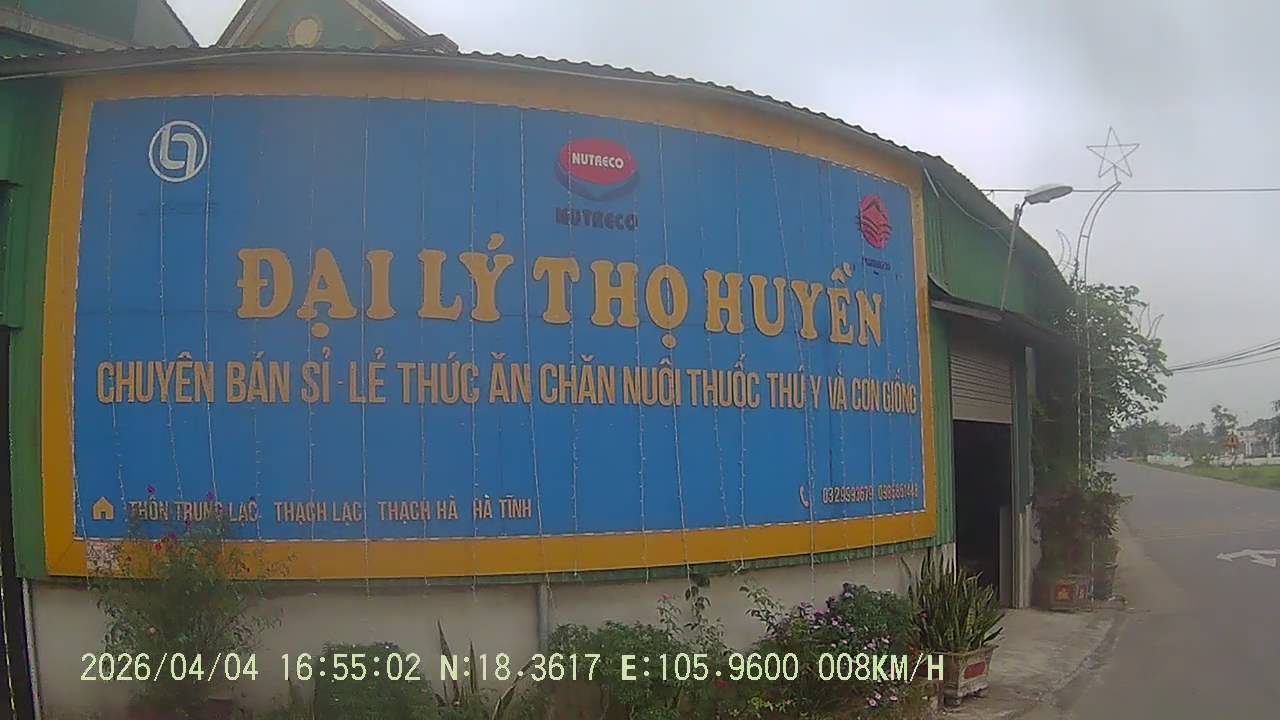 NUTRECO
NUTRECO
ĐẠI LÝ THỌ HUYỀN
CHUYÊN BÁN SỈ - LẺ THỨC ĂN CHĂN NUÔI THUỐC THÚ Y VÀ CON GIỐNG
THÔN TRUNG LẠC THẠCH LẠC THẠCH HÀ HÀ TĨNH
0329993679
2026/04/04 16:55:02 N:18.3617 E:105.9600 008KM/H